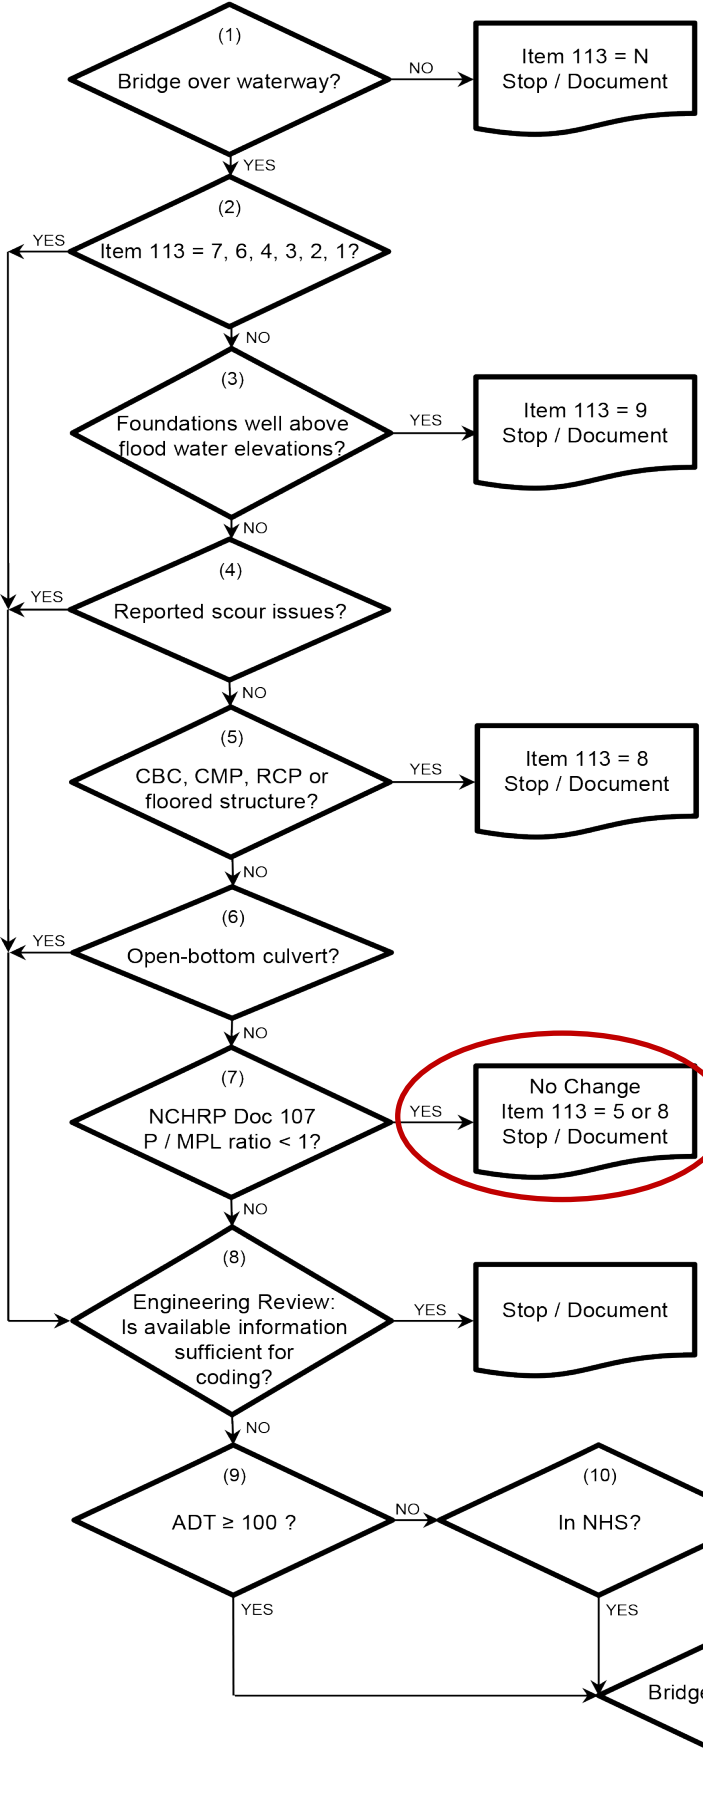 (1)
Bridge over waterway?
NO
Item 113 = N
Stop / Document
YES
(2)
Item 113 = 7, 6, 4, 3, 2, 1?
YES
NO
(3)
Foundations well above
flood water elevations?
YES
Item 113 = 9
Stop / Document
NO
(4)
Reported scour issues?
YES
NO
(5)
CBC, CMP, RCP or
floored structure?
YES
Item 113 = 8
Stop / Document
NO
(6)
Open-bottom culvert?
YES
NO
(7)
NCHRP Doc 107
P / MPL ratio < 1?
YES
No Change
Item 113 = 5 or 8
Stop / Document
NO
(8)
Engineering Review:
Is available information
sufficient for
coding?
YES
Stop / Document
NO
(9)
ADT ≥ 100 ?
NO
(10)
In NHS?
YES
YES
Bridge